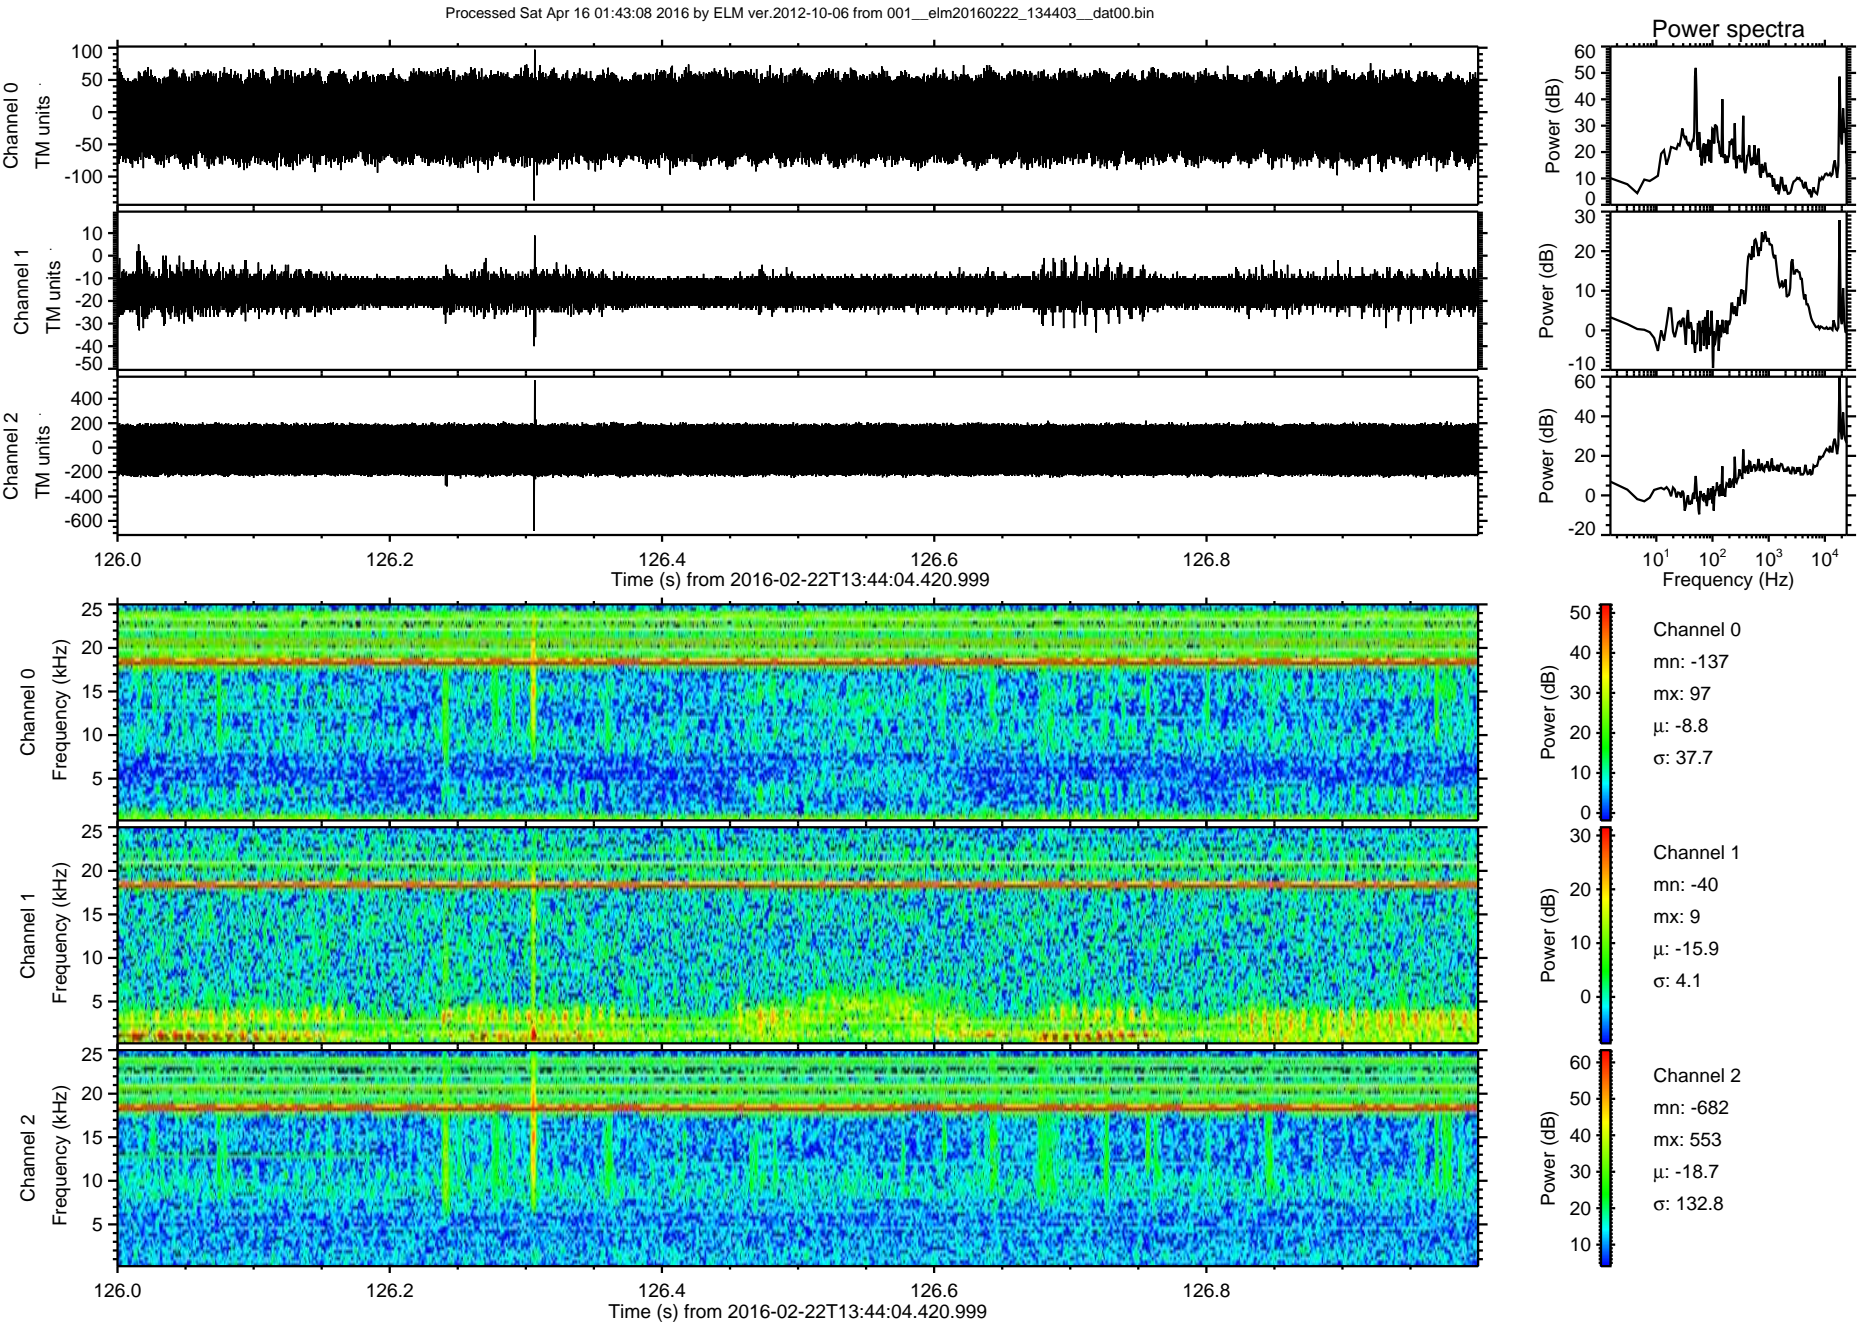 Processed Sat Apr 16 01:43:08 2016 by ELM ver.2012-10-06 from 001__elm20160222_134403__dat00.bin
Power spectra
Channel 0
TM units
100
50
0
-50
-100
Power (dB)
60
50
40
30
20
10
0
Channel 1
TM units
10
0
-10
-20
-30
-40
-50
Power (dB)
30
20
10
0
-10
Channel 2
TM units
400
200
0
-200
-400
-600
Power (dB)
60
40
20
0
-20
126.0 126.2 126.4 126.6 126.8
Time (s) from 2016-02-22T13:44:04.420.999
10¹ 10² 10³ 10⁴
Frequency (Hz)
Channel 0
Frequency (kHz)
25
20
15
10
5
Power (dB)
50
40
30
20
10
0
Channel 0
mn: -137
mx: 97
μ: -8.8
σ: 37.7
Channel 1
Frequency (kHz)
25
20
15
10
5
Power (dB)
30
20
10
0
Channel 1
mn: -40
mx: 9
μ: -15.9
σ: 4.1
Channel 2
Frequency (kHz)
25
20
15
10
5
Power (dB)
60
50
40
30
20
10
Channel 2
mn: -682
mx: 553
μ: -18.7
σ: 132.8
126.0 126.2 126.4 126.6 126.8
Time (s) from 2016-02-22T13:44:04.420.999